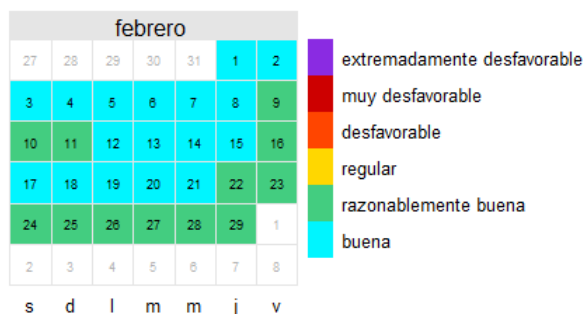 febrero
27 28 29 30 31 1 2
3 4 5 6 7 8 9
10 11 12 13 14 15 16
17 18 19 20 21 22 23
24 25 26 27 28 29 1
2 3 4 5 6 7 8
s d l m m j v
extremadamente desfavorable
muy desfavorable
desfavorable
regular
razonablemente buena
buena